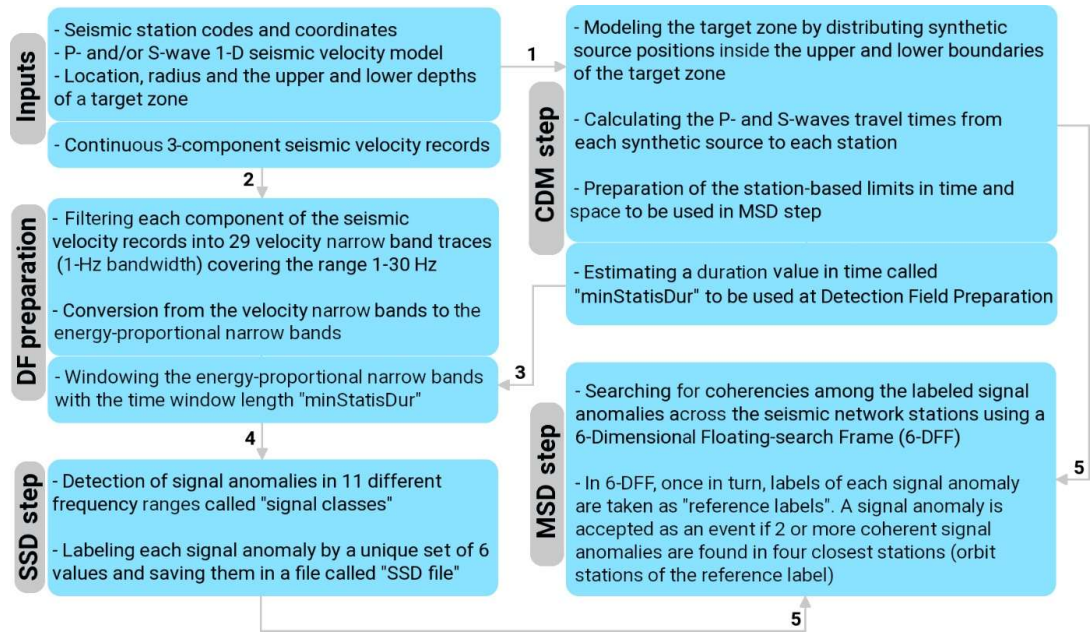 Inputs
- Seismic station codes and coordinates
- P- and/or S-wave 1-D seismic velocity model
- Location, radius and the upper and lower depths
of a target zone
- Continuous 3-component seismic velocity records
1
2
CDM step
- Modeling the target zone by distributing synthetic
source positions inside the upper and lower boundaries
of the target zone
- Calculating the P- and S-waves travel times from
each synthetic source to each station
- Preparation of the station-based limits in time and
space to be used in MSD step
- Estimating a duration value in time called
"minStatisDur" to be used at Detection Field Preparation
3
DF preparation
- Filtering each component of the seismic
velocity records into 29 velocity narrow band traces
(1-Hz bandwidth) covering the range 1-30 Hz
- Conversion from the velocity narrow bands to the
energy-proportional narrow bands
- Windowing the energy-proportional narrow bands
with the time window length "minStatisDur"
4
SSD step
- Detection of signal anomalies in 11 different
frequency ranges called "signal classes"
- Labeling each signal anomaly by a unique set of 6
values and saving them in a file called "SSD file"
5
MSD step
- Searching for coherencies among the labeled signal
anomalies across the seismic network stations using a
6-Dimensional Floating-search Frame (6-DFF)
- In 6-DFF, once in turn, labels of each signal anomaly
are taken as "reference labels". A signal anomaly is
accepted as an event if 2 or more coherent signal
anomalies are found in four closest stations (orbit
stations of the reference label)
5